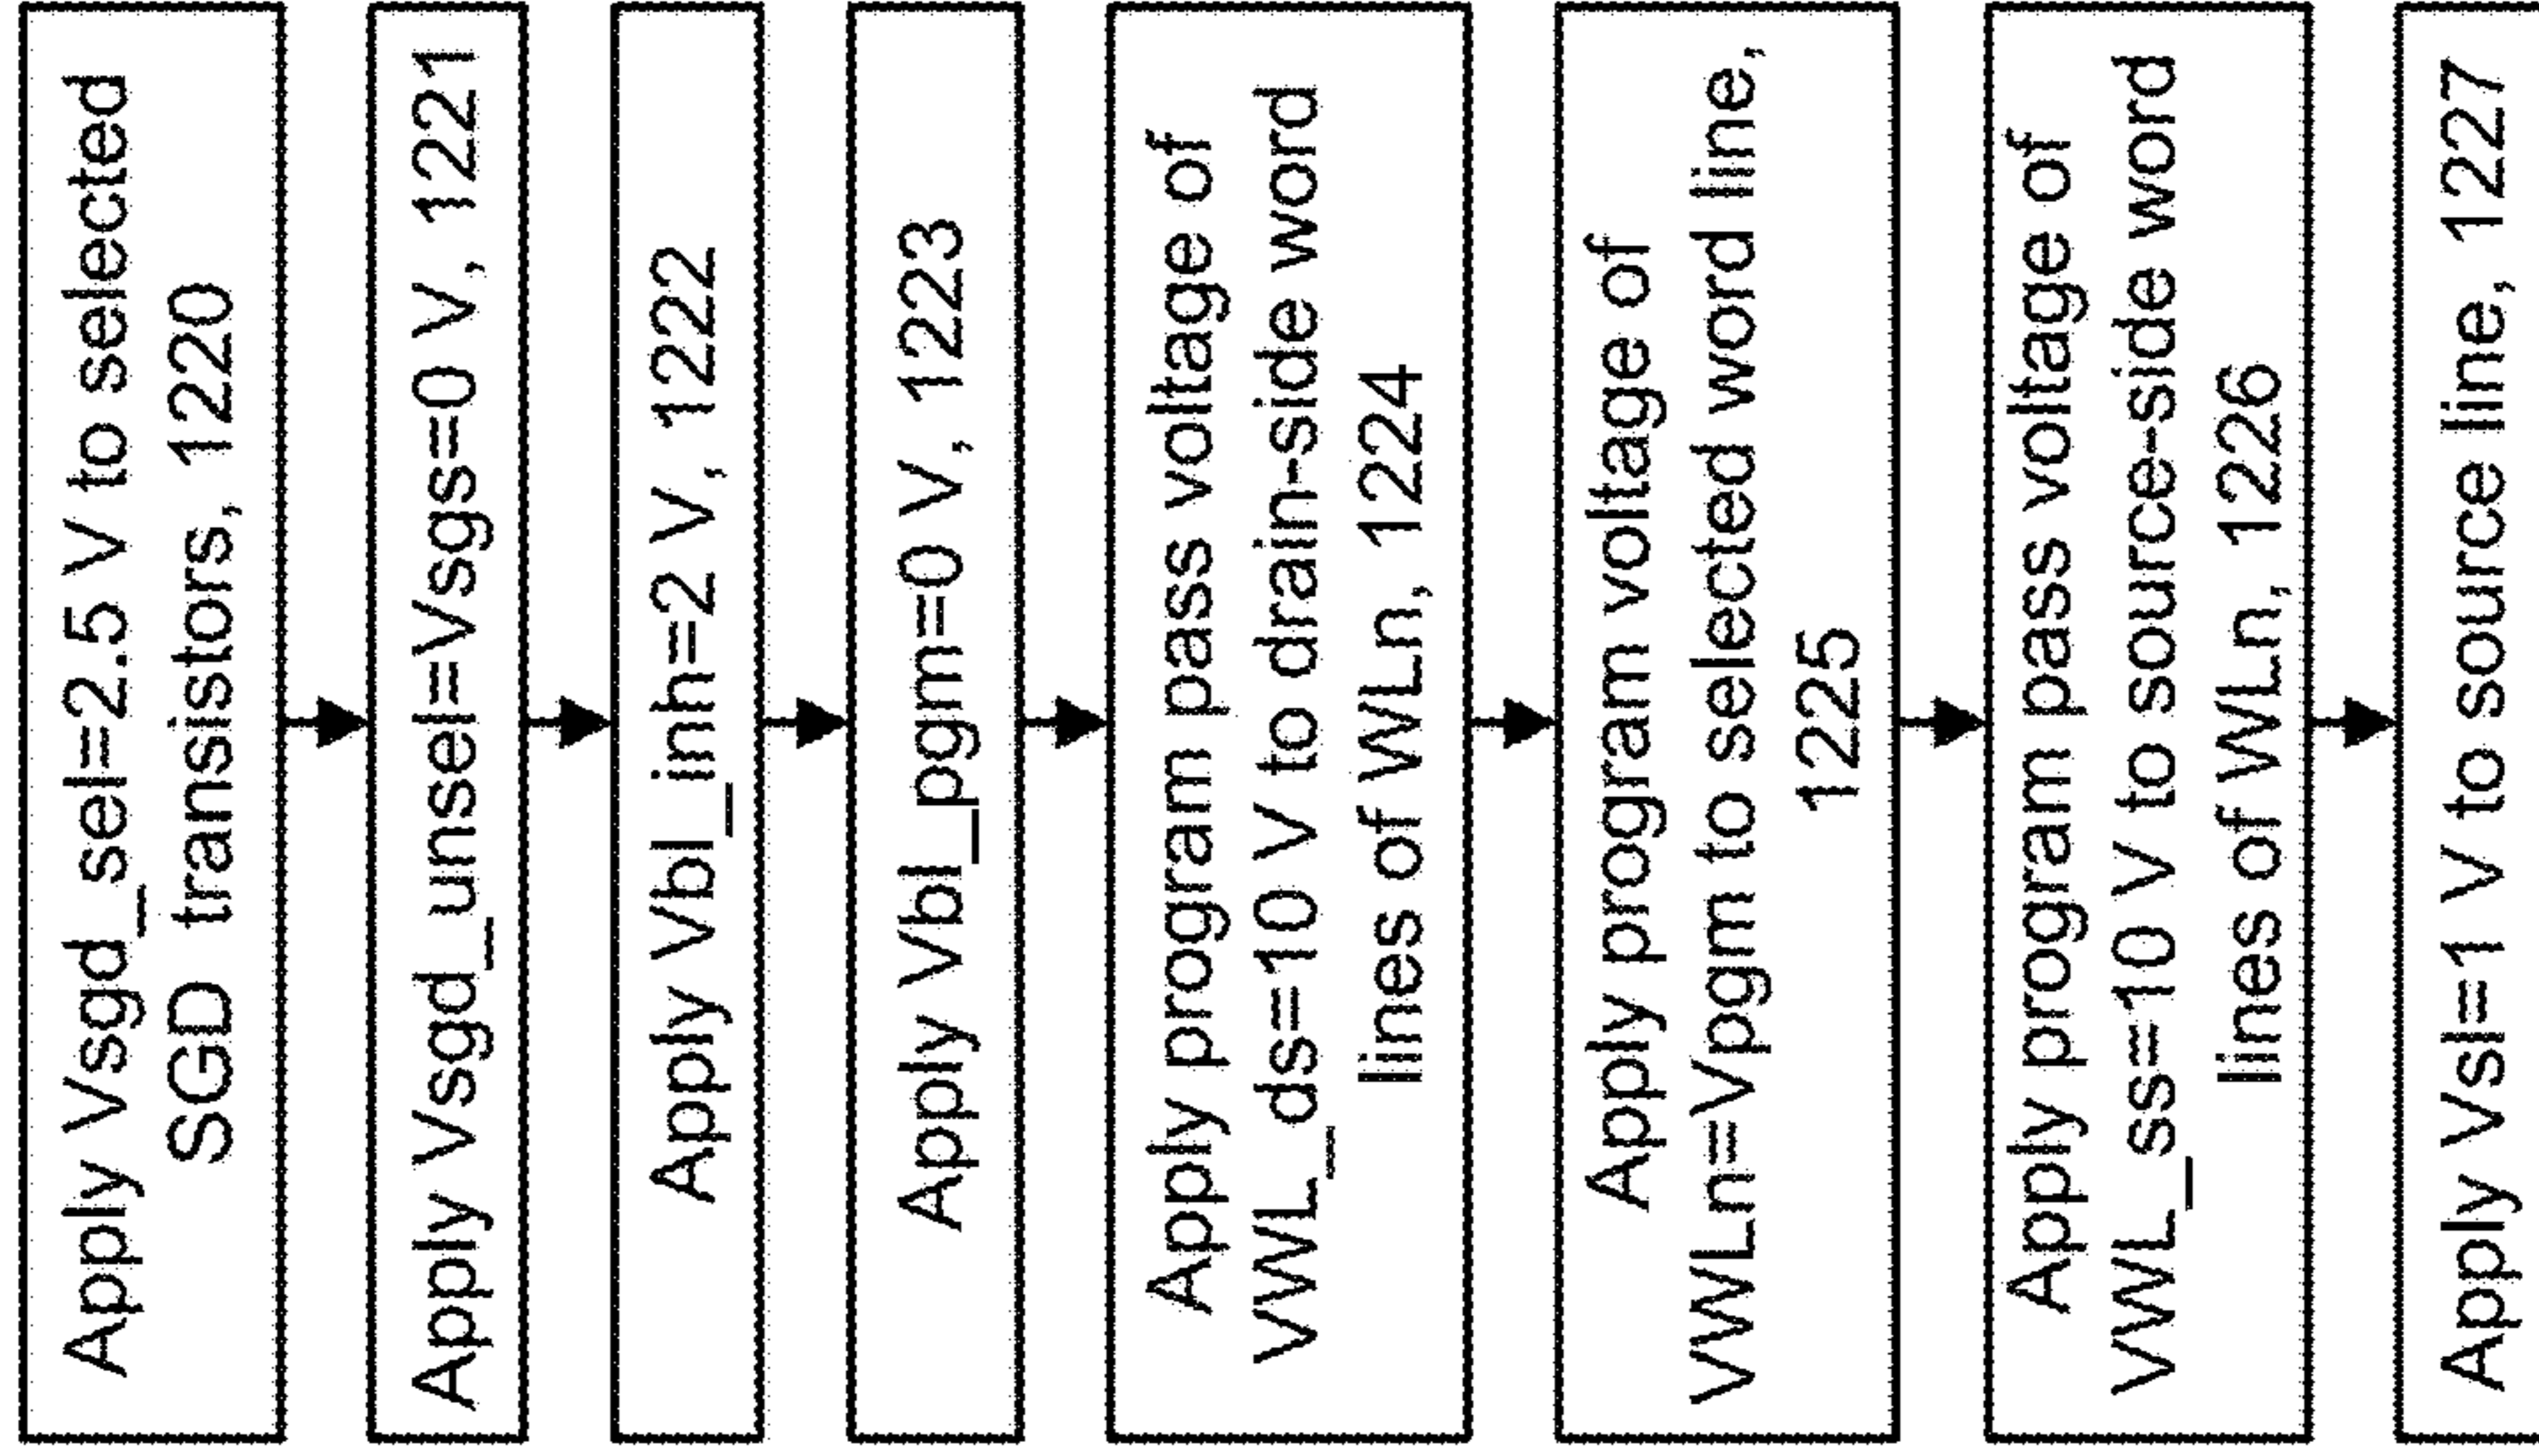 Apply Vsgd_sel=2.5 V to selected
SGD transistors, 1220
Apply Vsgd_unsel=Vsgs=0 V, 1221
Apply Vbl_inh=2 V, 1222
Apply Vbl_pgm=0 V, 1223
Apply program pass voltage of
VWL_ds=10 V to drain-side word
lines of WLn, 1224
Apply program voltage of
VWLn=Vpgm to selected word line,
1225
Apply program pass voltage of
VWL_ss=10 V to source-side word
lines of WLn, 1226
Apply Vsl=1 V to source line, 1227